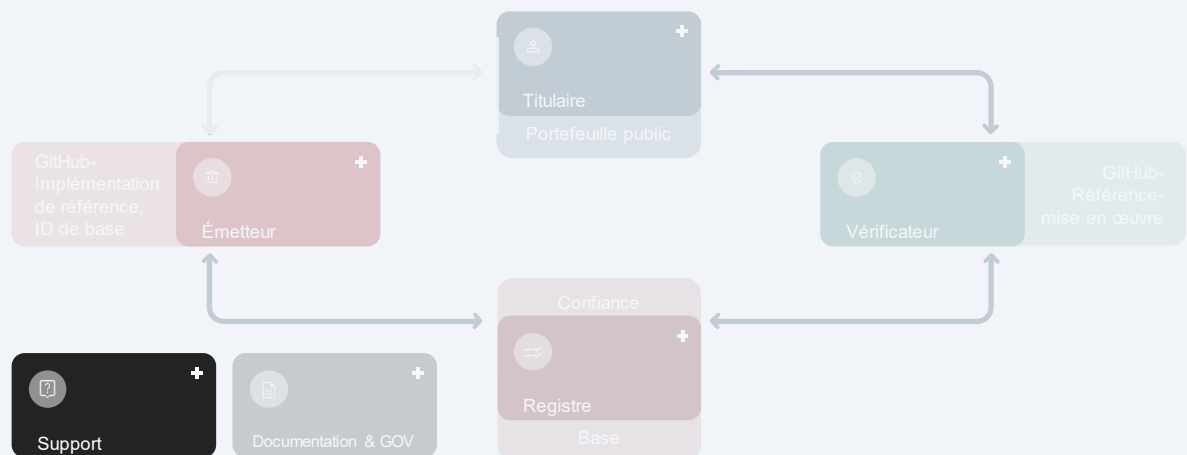 Titulaire
Portefeuille public
GitHub-
Implémentation
de référence,
ID de base
Émetteur
Vérificateur
GitHub-
Référence-
mise en œuvre
Confiance
Registre
Base
Support
Documentation & GOV